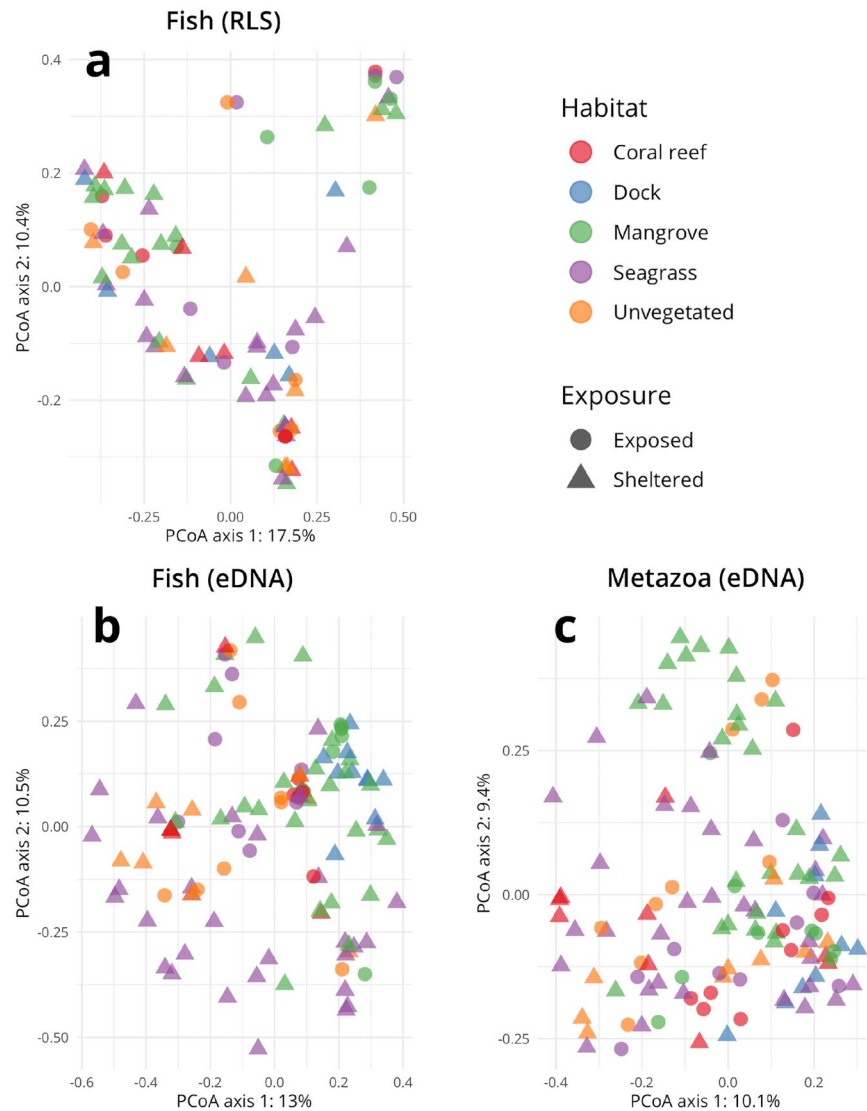 Fish (RLS)
a
0.4
0.2
0.0
-0.2
-0.25
0.00
0.25
0.50
PCoA axis 2: 10.4%
PCoA axis 1: 17.5%
Habitat
Coral reef
Dock
Mangrove
Seagrass
Unvegetated
Exposure
Exposed
Sheltered
Fish (eDNA)
b
0.25
0.00
-0.25
-0.50
-0.6
-0.4
-0.2
0.0
0.2
0.4
PCoA axis 2: 10.5%
PCoA axis 1: 13%
Metazoa (eDNA)
c
0.25
0.00
-0.25
-0.4
-0.2
0.0
0.2
PCoA axis 2: 9.4%
PCoA axis 1: 10.1%